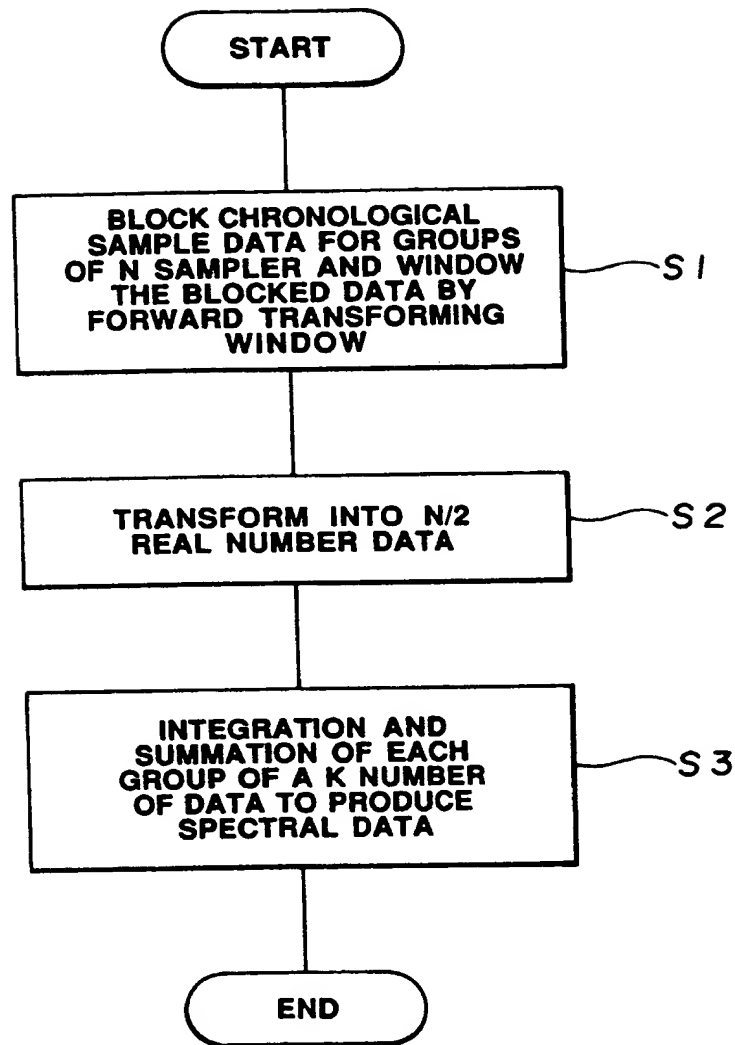 START
BLOCK CHRONOLOGICAL
SAMPLE DATA FOR GROUPS
OF N SAMPLER AND WINDOW
THE BLOCKED DATA BY
FORWARD TRANSFORMING
WINDOW
S1
TRANSFORM INTO N/2
REAL NUMBER DATA
S2
INTEGRATION AND
SUMMATION OF EACH
GROUP OF A K NUMBER
OF DATA TO PRODUCE
SPECTRAL DATA
S3
END